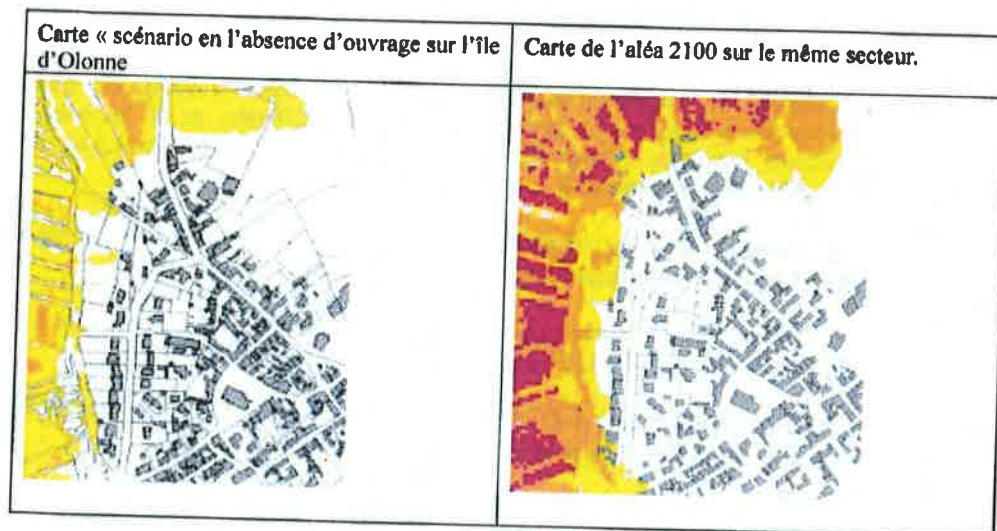 Carte « scénario en l'absence d'ouvrage sur l'île
d'Olonne
Carte de l'aléa 2100 sur le même secteur.